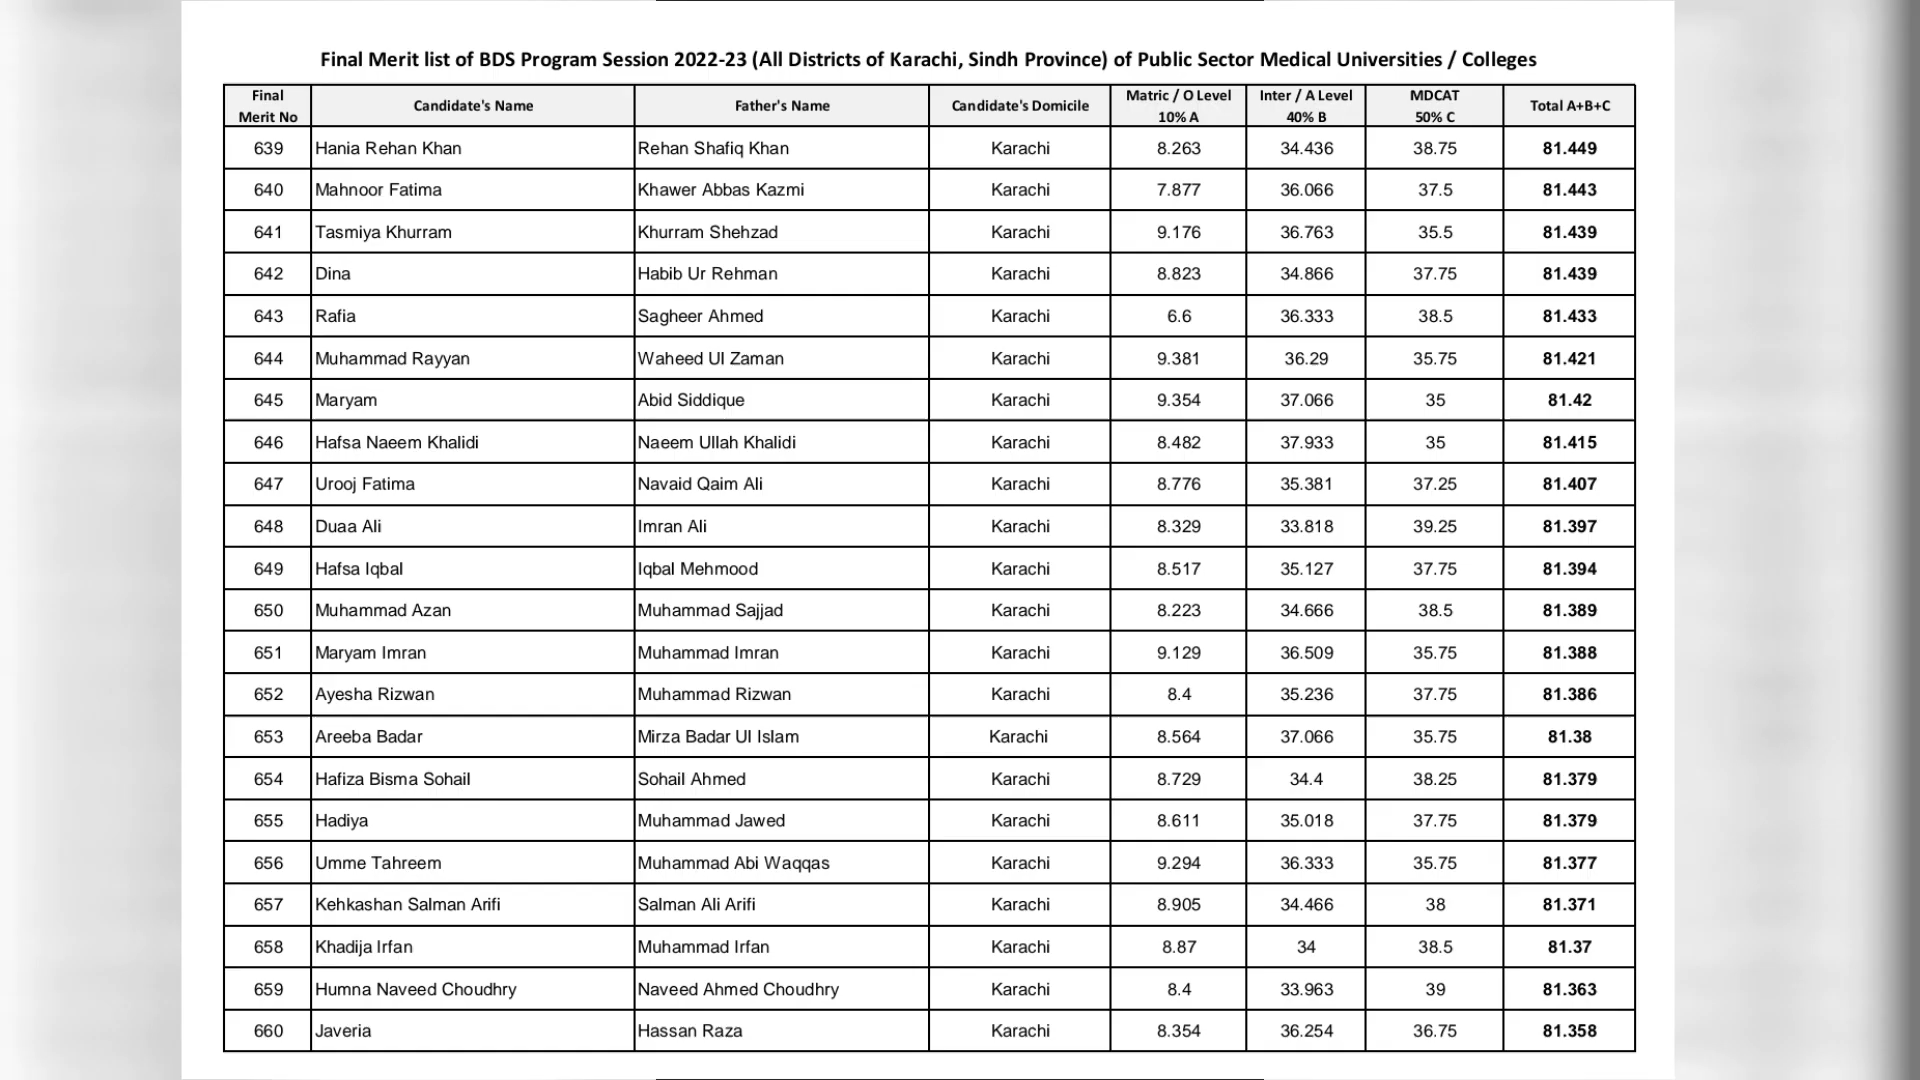 Final Merit list of BDS Program Session 2022-23 (All Districts of Karachi, Sindh Province) of Public Sector Medical Universities / Colleges
Final Merit No | Candidate's Name | Father's Name | Candidate's Domicile | Matric / O Level 10% A | Inter / A Level 40% B | MDCAT 50% C | Total A+B+C
639 Hania Rehan Khan Rehan Shafiq Khan Karachi 8.263 34.436 38.75 81.449
640 Mahnoor Fatima Khawer Abbas Kazmi Karachi 7.877 36.066 37.5 81.443
641 Tasmiya Khurram Khurram Shehzad Karachi 9.176 36.763 35.5 81.439
642 Dina Habib Ur Rehman Karachi 8.823 34.866 37.75 81.439
643 Rafia Sagheer Ahmed Karachi 6.6 36.333 38.5 81.433
644 Muhammad Rayyan Waheed Ul Zaman Karachi 9.381 36.29 35.75 81.421
645 Maryam Abid Siddique Karachi 9.354 37.066 35 81.42
646 Hafsa Naeem Khalidi Naeem Ullah Khalidi Karachi 8.482 37.933 35 81.415
647 Urooj Fatima Navaid Qaim Ali Karachi 8.776 35.381 37.25 81.407
648 Duaa Ali Imran Ali Karachi 8.329 33.818 39.25 81.397
649 Hafsa Iqbal Iqbal Mehmood Karachi 8.517 35.127 37.75 81.394
650 Muhammad Azan Muhammad Sajjad Karachi 8.223 34.666 38.5 81.389
651 Maryam Imran Muhammad Imran Karachi 9.129 36.509 35.75 81.388
652 Ayesha Rizwan Muhammad Rizwan Karachi 8.4 35.236 37.75 81.386
653 Areeba Badar Mirza Badar Ul Islam Karachi 8.564 37.066 35.75 81.38
654 Hafiza Bisma Sohail Sohail Ahmed Karachi 8.729 34.4 38.25 81.379
655 Hadiya Muhammad Jawed Karachi 8.611 35.018 37.75 81.379
656 Umme Tahreem Muhammad Abi Waqqas Karachi 9.294 36.333 35.75 81.377
657 Kehkashan Salman Arifi Salman Ali Arifi Karachi 8.905 34.466 38 81.371
658 Khadija Irfan Muhammad Irfan Karachi 8.87 34 38.5 81.37
659 Humna Naveed Choudhry Naveed Ahmed Choudhry Karachi 8.4 33.963 39 81.363
660 Javeria Hassan Raza Karachi 8.354 36.254 36.75 81.358